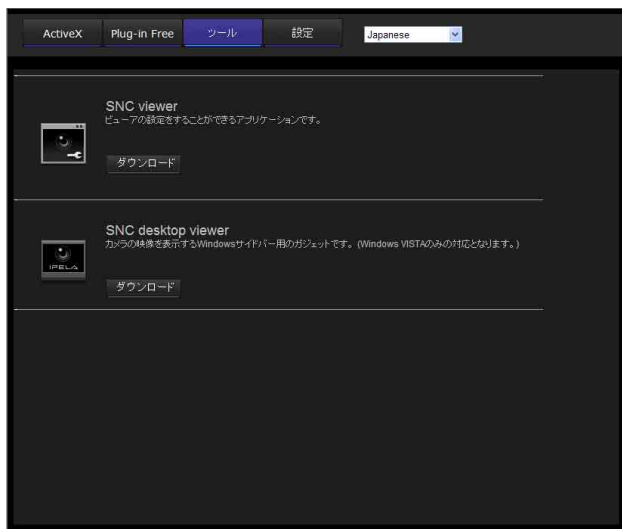 ActiveX
Plug-in Free
ツール
設定
Japanese
SNC viewer
ビューアの設定をすることができるアプリケーションです。
ダウンロード
SNC desktop viewer
カメラの映像を表示するWindowsサイドバー用のガジェットです。(Windows VISTAのみの対応となります。)
IPELA
ダウンロード